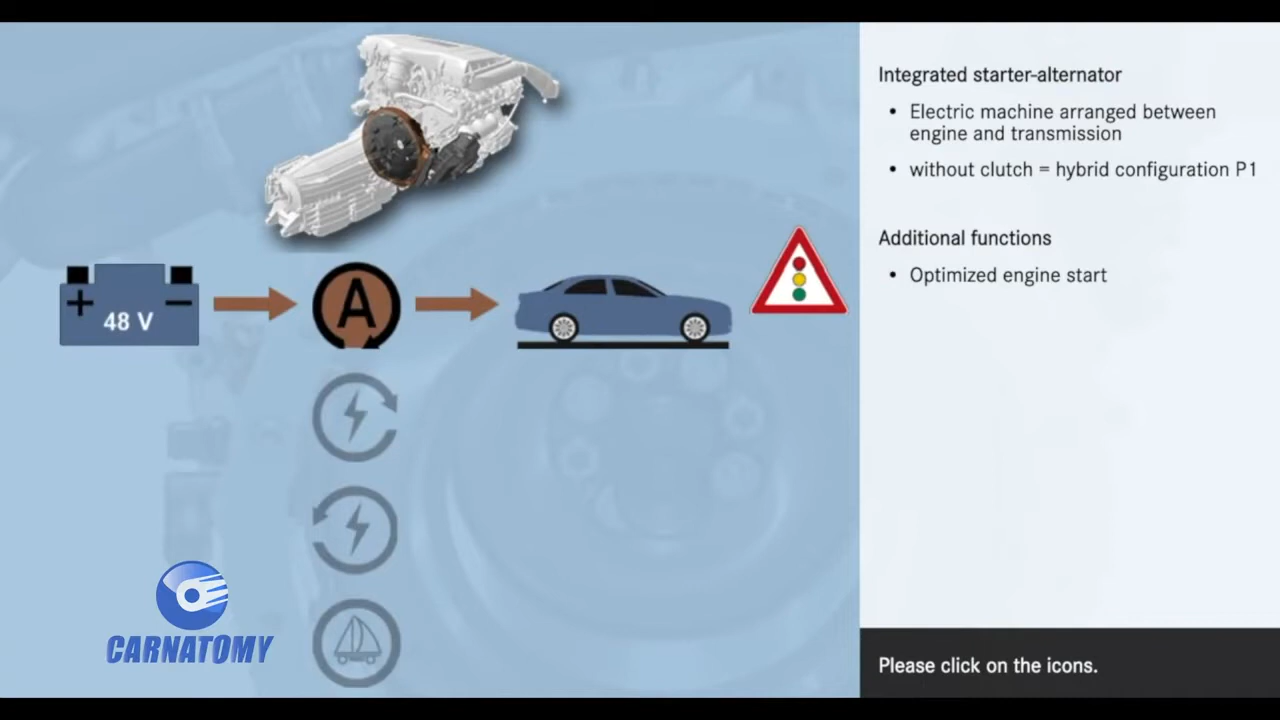 Integrated starter-alternator
• Electric machine arranged between
engine and transmission
• without clutch = hybrid configuration P1
Additional functions
• Optimized engine start
+ −
48 V
A
CARNATOMY
Please click on the icons.